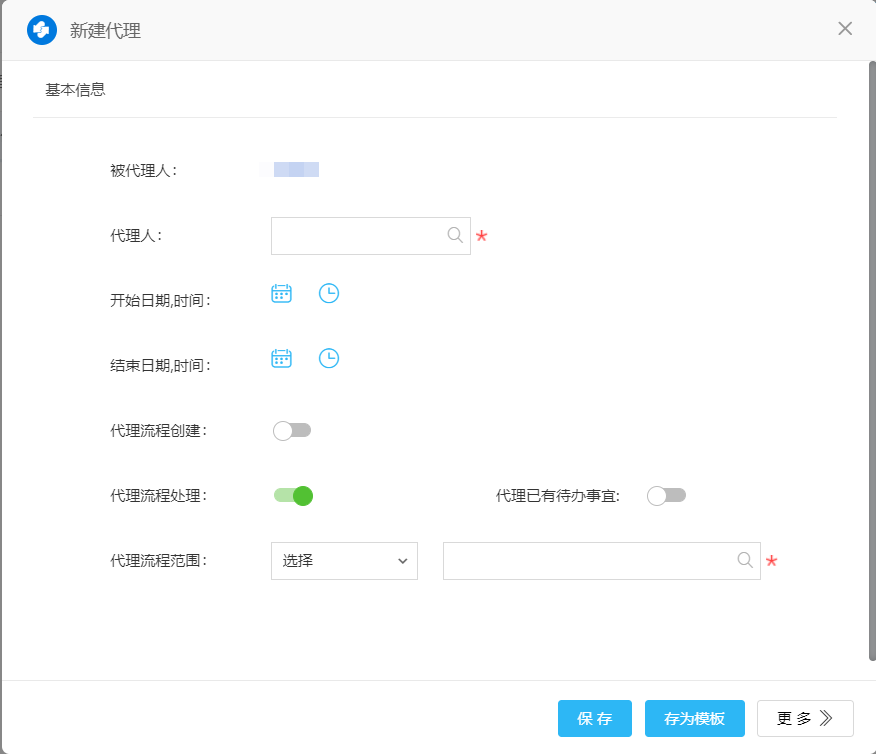 新建代理
基本信息
被代理人：
代理人：
开始日期,时间：
结束日期,时间：
代理流程创建：
代理流程处理：
代理已有待办事宜:
代理流程范围：
选择
保 存
存为模板
更 多